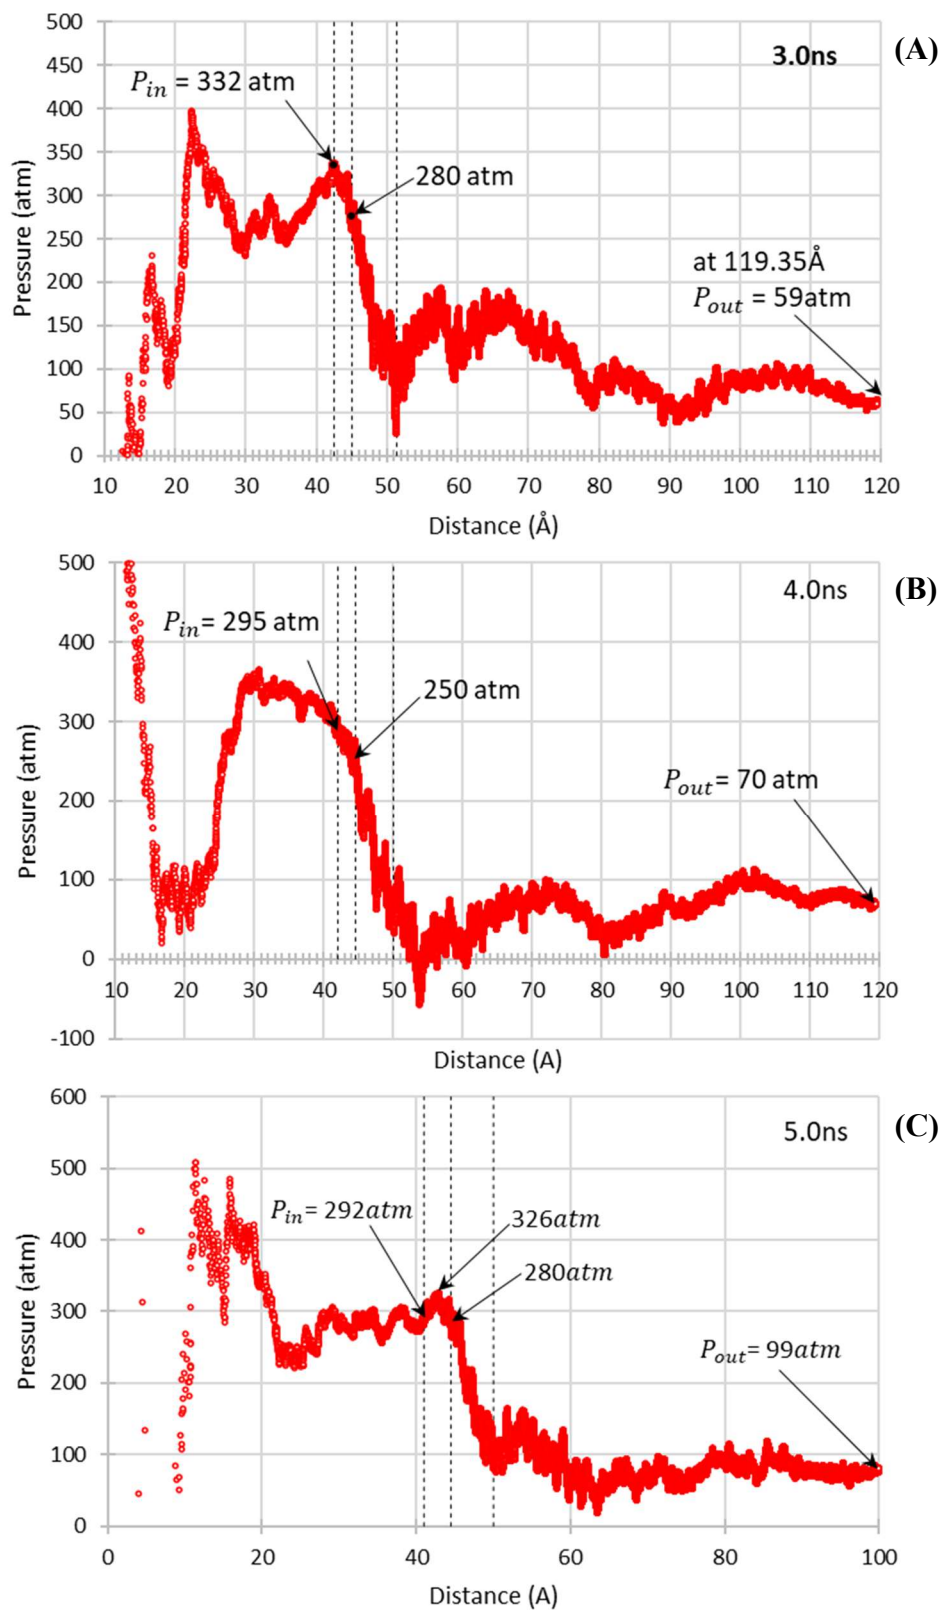 500
3.0ns
(A)
450
P_in = 332 atm
400
350
280 atm
300
250
at 119.35Å
200
P_out = 59atm
150
100
50
0
Pressure (atm)
10 20 30 40 50 60 70 80 90 100 110 120
Distance (Å)
500
4.0ns
(B)
P_in = 295 atm
400
250 atm
300
P_out = 70 atm
200
100
0
Pressure (atm)
10 20 30 40 50 60 70 80 90 100 110 120
-100
Distance (A)
600
5.0ns
(C)
500
P_in = 292atm
326atm
400
280atm
300
P_out = 99atm
200
100
0
Pressure (atm)
0 20 40 60 80 100
Distance (A)